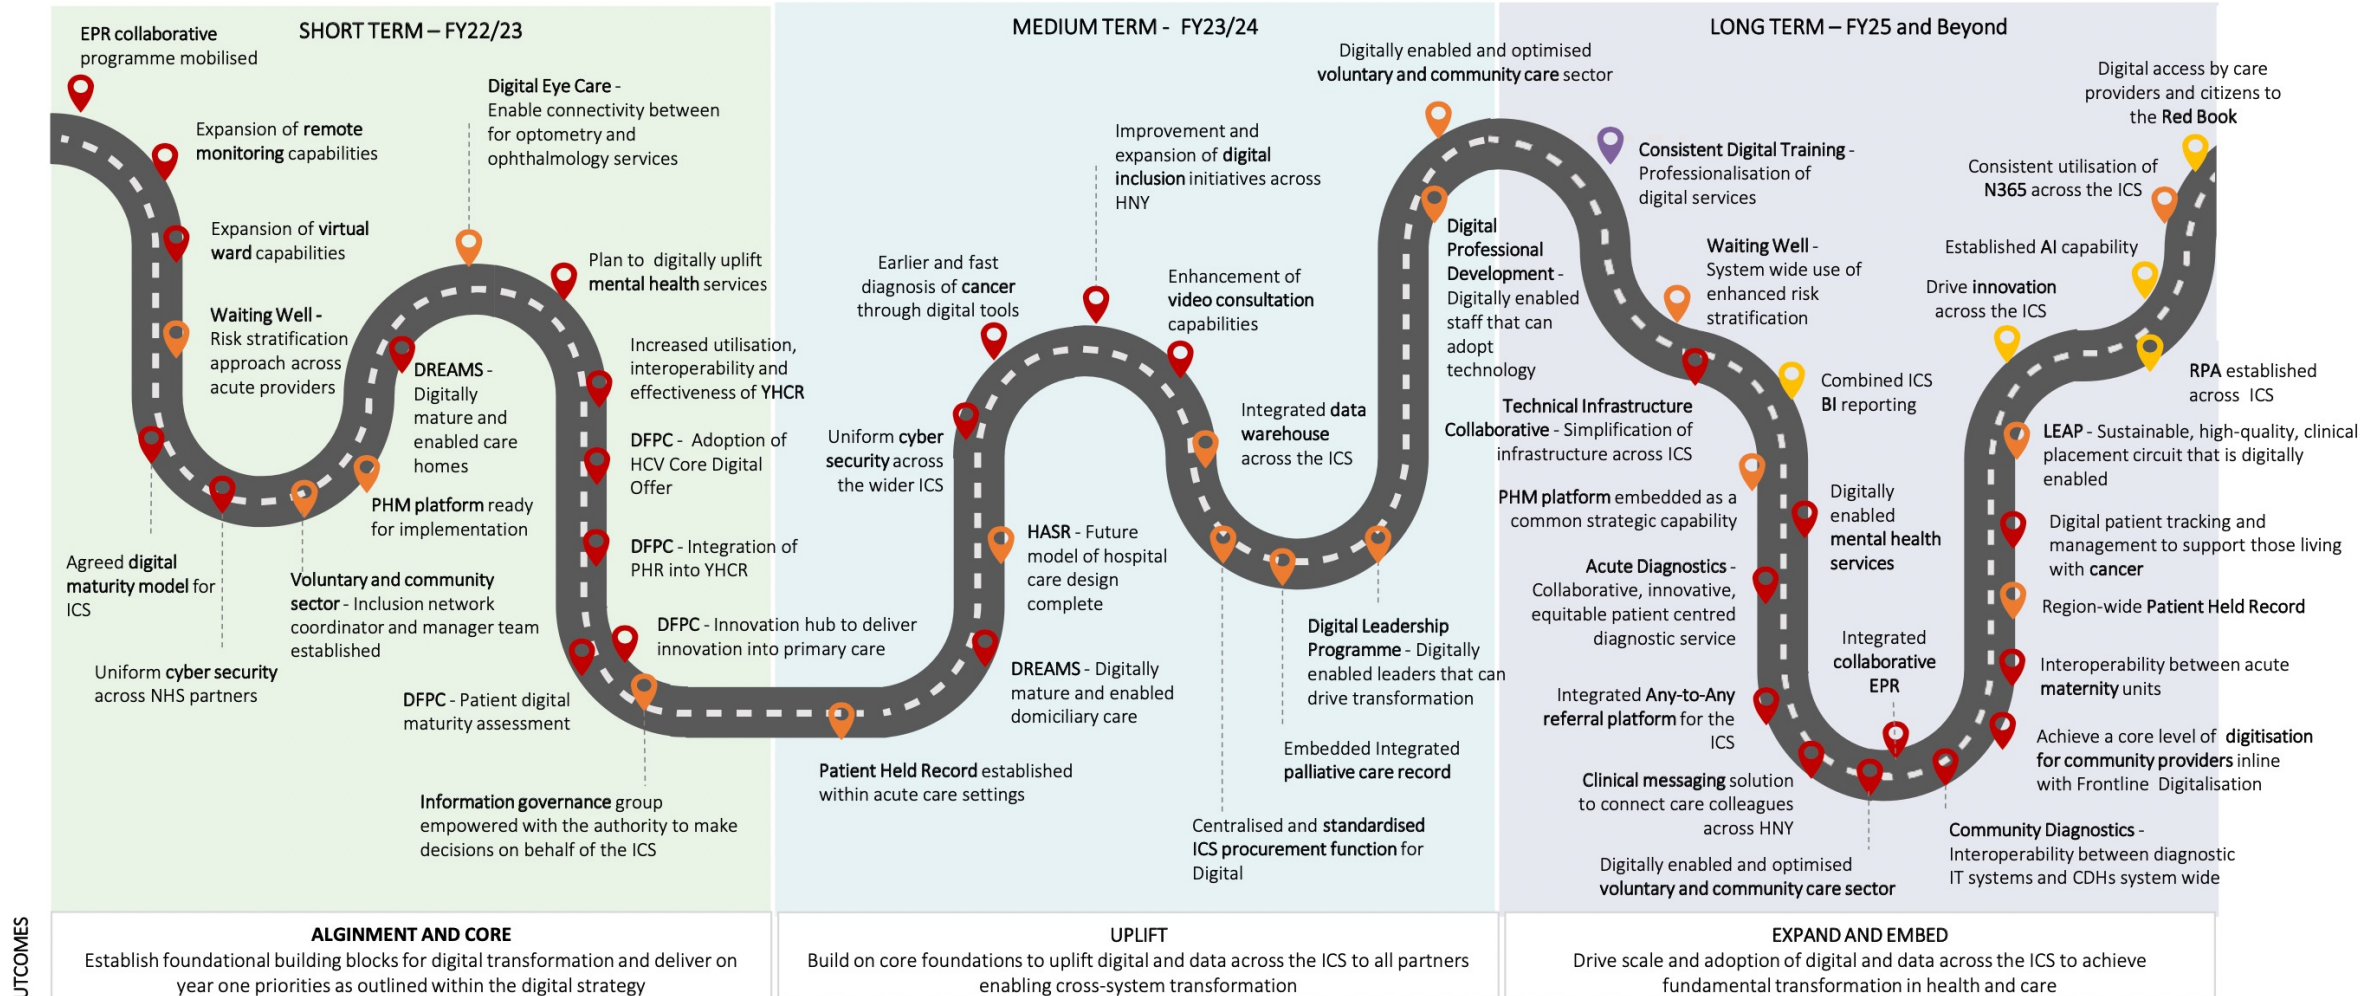 SHORT TERM – FY22/23
EPR collaborative
programme mobilised
Expansion of remote
monitoring capabilities
Expansion of virtual
ward capabilities
Waiting Well -
Risk stratification
approach across
acute providers
Agreed digital
maturity model for
ICS
Uniform cyber security
across NHS partners
Voluntary and community
sector - Inclusion network
coordinator and manager team
established
PHM platform ready
for implementation
DREAMS -
Digitally
mature and
enabled care
homes
Digital Eye Care -
Enable connectivity between
for optometry and
ophthalmology services
Plan to digitally uplift
mental health services
Increased utilisation,
interoperability and
effectiveness of YHCR
DFPC - Adoption of
HCV Core Digital
Offer
DFPC - Integration of
PHR into YHCR
DFPC - Innovation hub to deliver
innovation into primary care
DFPC - Patient digital
maturity assessment
Information governance group
empowered with the authority to make
decisions on behalf of the ICS
MEDIUM TERM - FY23/24
Patient Held Record established
within acute care settings
DREAMS - Digitally
mature and enabled
domiciliary care
HASR - Future
model of hospital
care design
complete
Uniform cyber
security across
the wider ICS
Earlier and fast
diagnosis of cancer
through digital tools
Improvement and
expansion of digital
inclusion initiatives across
HNY
Enhancement of
video consultation
capabilities
Integrated data
warehouse
across the ICS
Centralised and standardised
ICS procurement function for
Digital
Embedded Integrated
palliative care record
Digital Leadership
Programme - Digitally
enabled leaders that can
drive transformation
Digital
Professional
Development -
Digitally enabled
staff that can
adopt
technology
Digitally enabled and optimised
voluntary and community care sector
LONG TERM – FY25 and Beyond
Consistent Digital Training -
Professionalisation of
digital services
Waiting Well -
System wide use of
enhanced risk
stratification
Technical Infrastructure
Collaborative - Simplification of
infrastructure across ICS
Combined ICS
BI reporting
PHM platform embedded as a
common strategic capability
Digitally
enabled
mental health
services
Acute Diagnostics -
Collaborative, innovative,
equitable patient centred
diagnostic service
Integrated Any-to-Any
referral platform for the
ICS
Clinical messaging solution
to connect care colleagues
across HNY
Digitally enabled and optimised
voluntary and community care sector
Integrated
collaborative
EPR
Community Diagnostics -
Interoperability between diagnostic
IT systems and CDHs system wide
Achieve a core level of digitisation
for community providers inline
with Frontline Digitalisation
Interoperability between acute
maternity units
Region-wide Patient Held Record
Digital patient tracking and
management to support those living
with cancer
LEAP - Sustainable, high-quality, clinical
placement circuit that is digitally
enabled
Drive innovation
across the ICS
RPA established
across ICS
Established AI capability
Consistent utilisation of
N365 across the ICS
Digital access by care
providers and citizens to
the Red Book
UTCOMES
ALGINMENT AND CORE
Establish foundational building blocks for digital transformation and deliver on
year one priorities as outlined within the digital strategy
UPLIFT
Build on core foundations to uplift digital and data across the ICS to all partners
enabling cross-system transformation
EXPAND AND EMBED
Drive scale and adoption of digital and data across the ICS to achieve
fundamental transformation in health and care